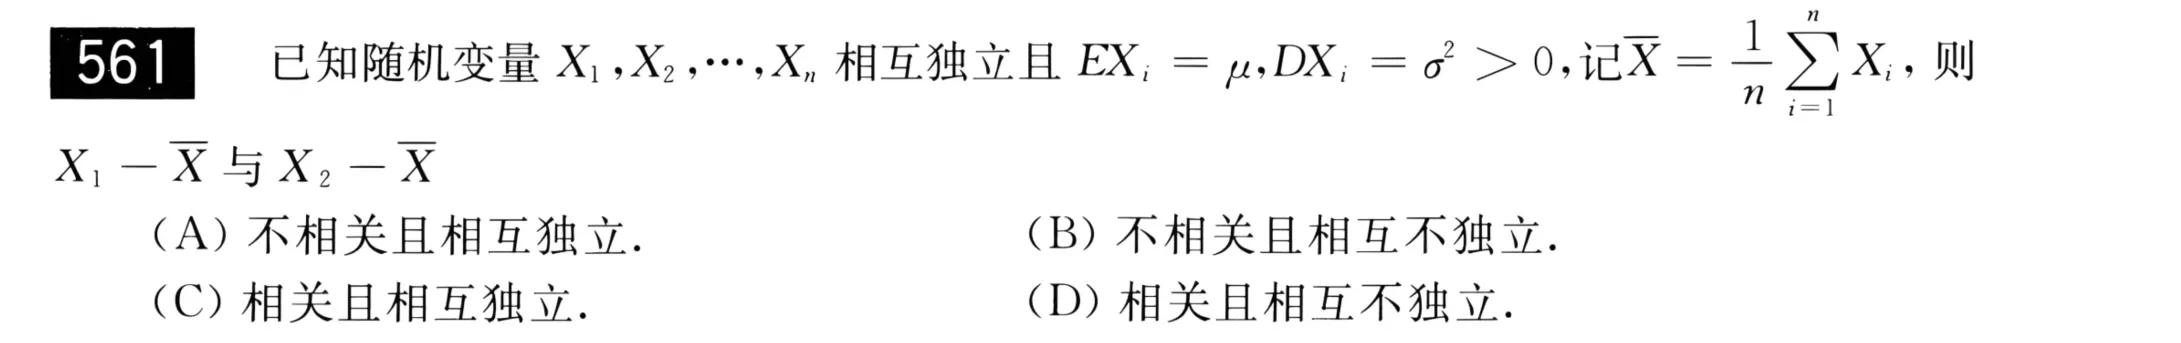 561 已知随机变量 $X_1,X_2,\cdots,X_n$ 相互独立且 $EX_i = \mu,DX_i = \sigma^2 > 0$,记$\overline{X} = \frac{1}{n}\sum_{i=1}^{n}X_i$, 则
$X_1 - \overline{X}$ 与 $X_2 - \overline{X}$
(A) 不相关且相互独立. (B) 不相关且相互不独立.
(C) 相关且相互独立. (D) 相关且相互不独立.